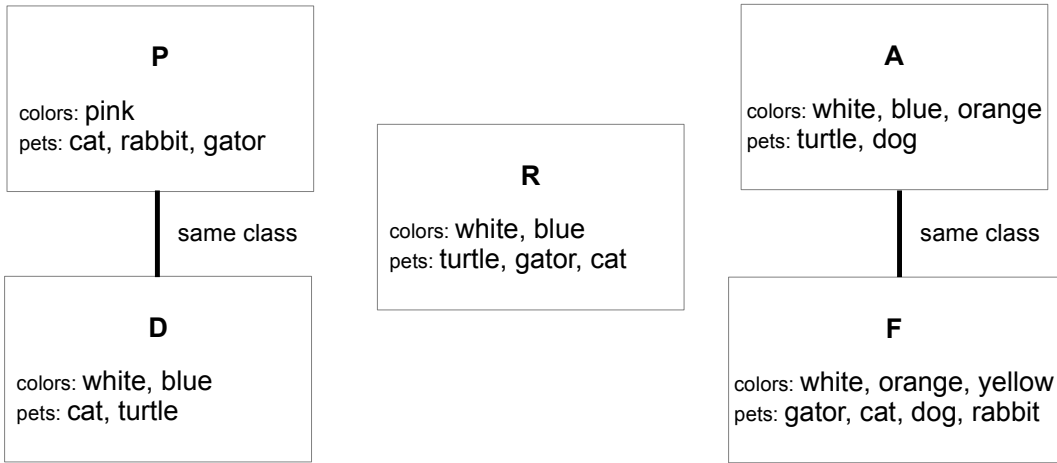 P
colors: pink
pets: cat, rabbit, gator
same class
D
colors: white, blue
pets: cat, turtle
R
colors: white, blue
pets: turtle, gator, cat
A
colors: white, blue, orange
pets: turtle, dog
same class
F
colors: white, orange, yellow
pets: gator, cat, dog, rabbit